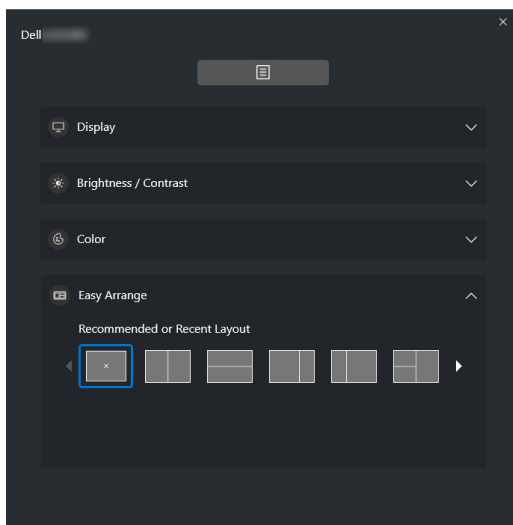 Dell
Display
Brightness / Contrast
Color
Easy Arrange
Recommended or Recent Layout